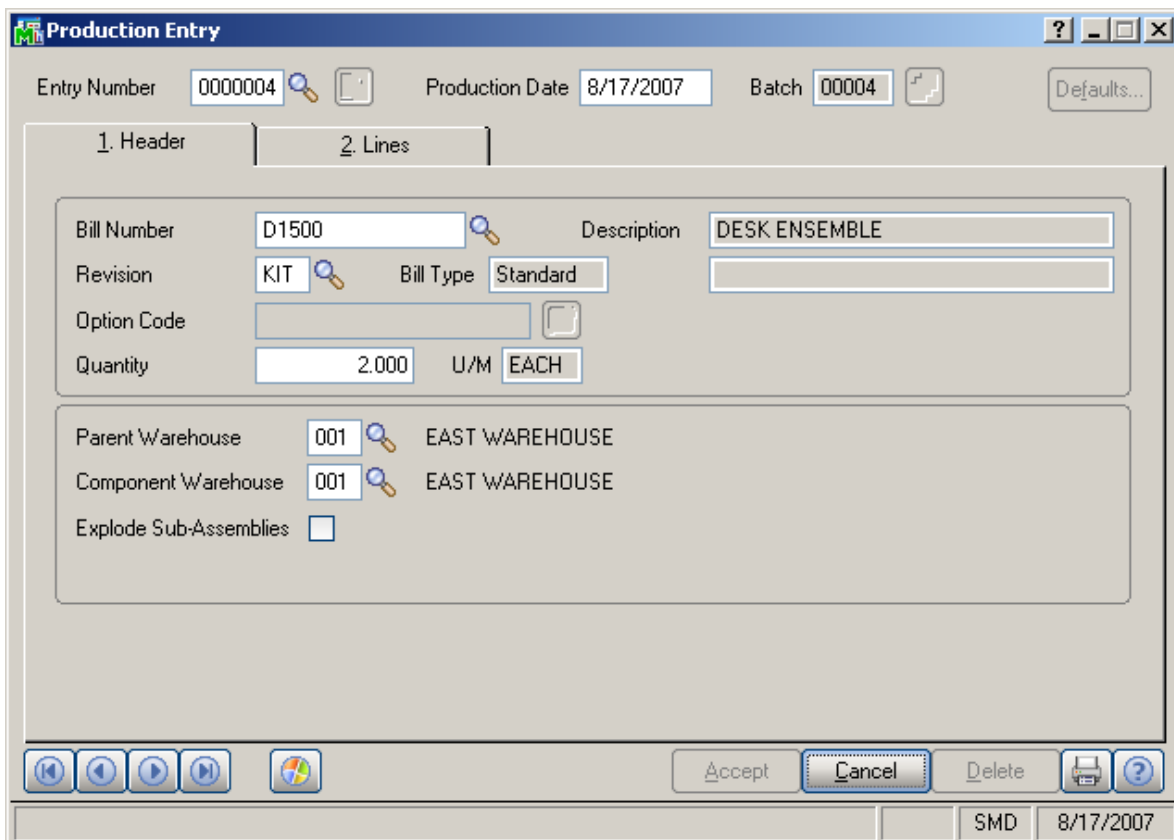 Production Entry
Entry Number 0000004 Production Date 8/17/2007 Batch 00004 Defaults...
1. Header 2. Lines
Bill Number D1500 Description DESK ENSEMBLE
Revision KIT Bill Type Standard
Option Code
Quantity 2.000 U/M EACH
Parent Warehouse 001 EAST WAREHOUSE
Component Warehouse 001 EAST WAREHOUSE
Explode Sub-Assemblies
Accept Cancel Delete
SMD 8/17/2007